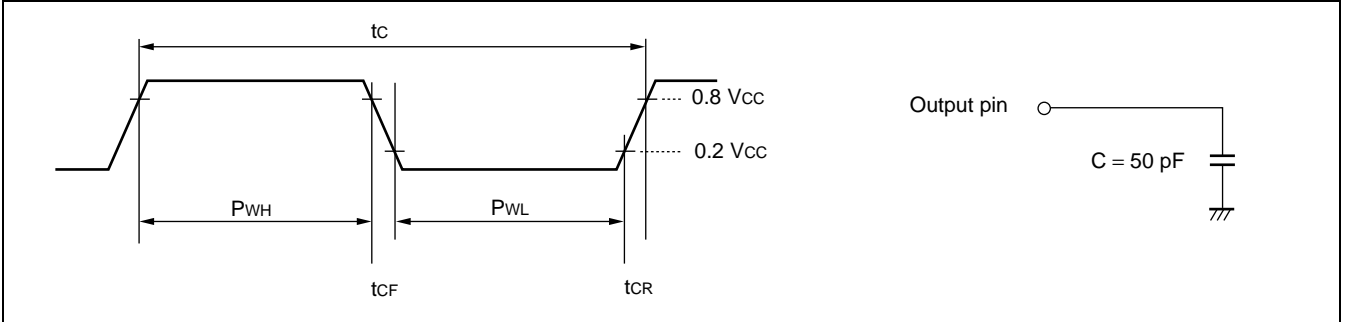 tC
0.8 VCC
0.2 VCC
PWH
PWL
tCF
tCR
Output pin
C = 50 pF